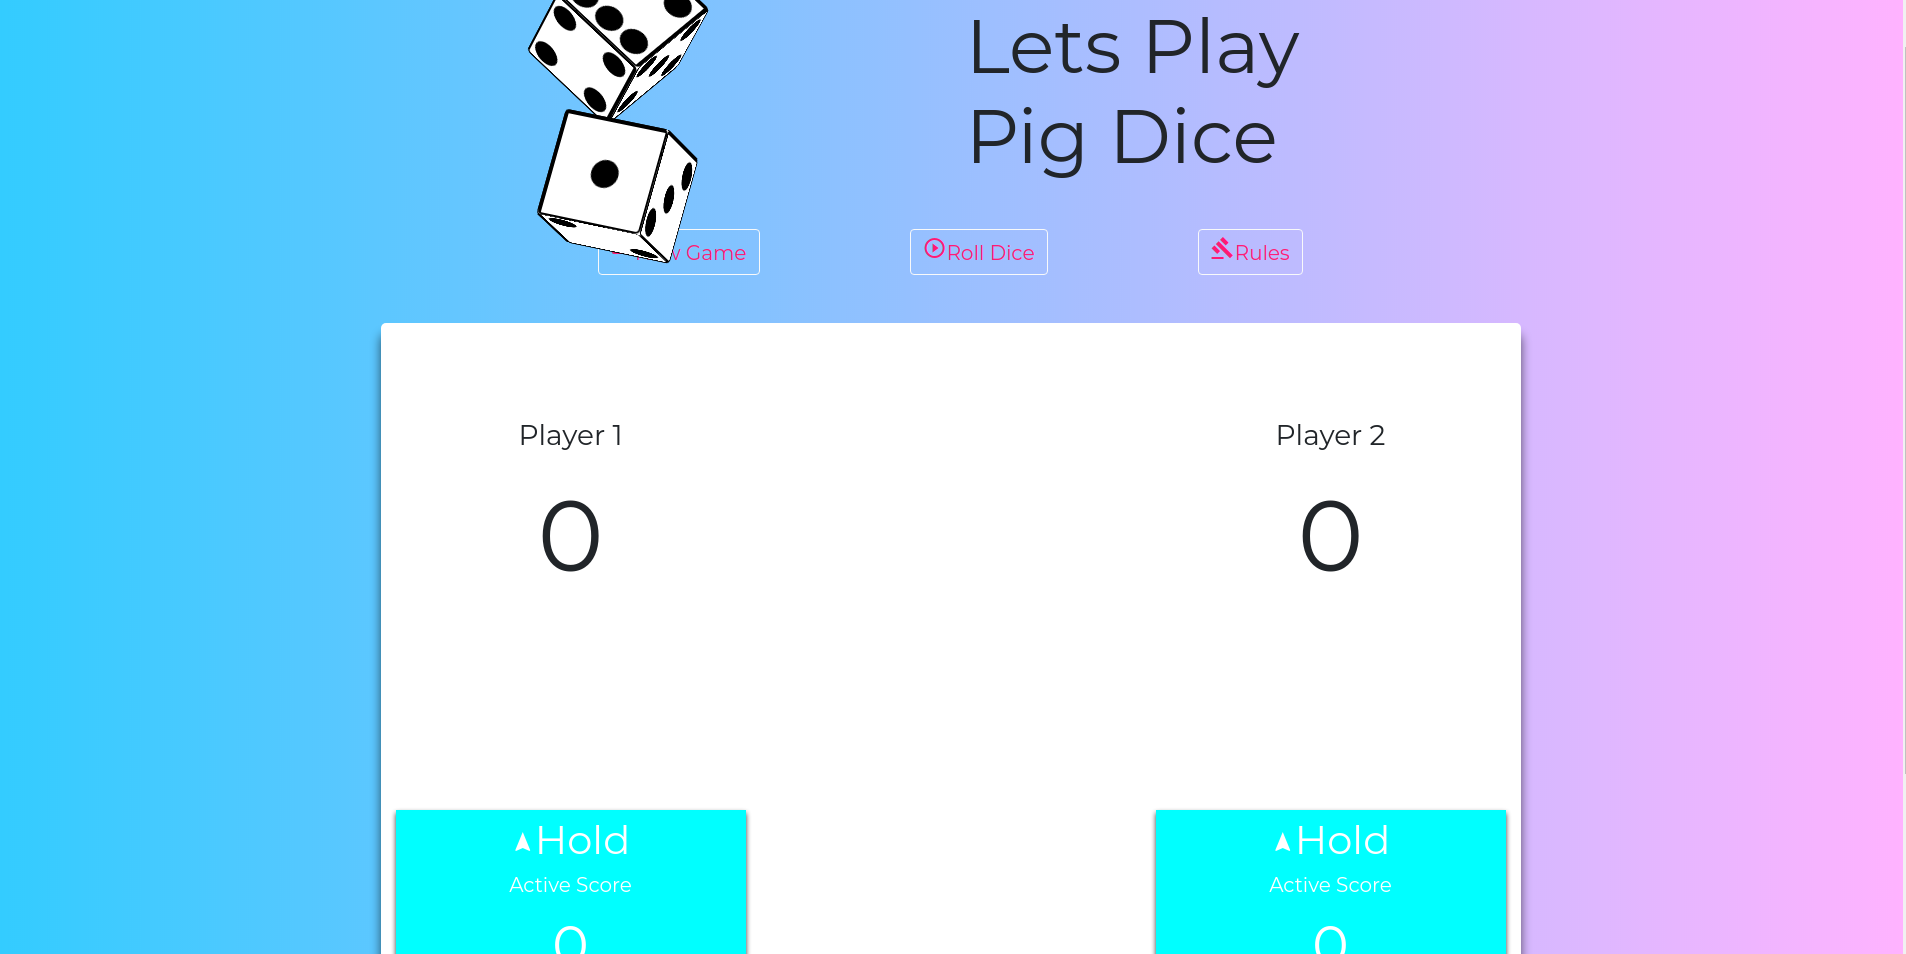 Lets Play
Pig Dice
Game
Roll Dice
Rules
Player 1
Player 2
0
0
Hold
Hold
Active Score
Active Score
0
0